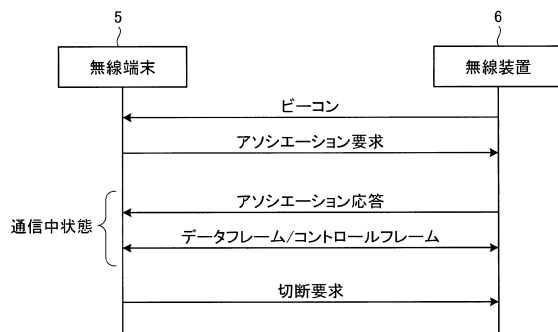 5
6
無線端末
無線装置
ビーコン
アソシエーション要求
アソシエーション応答
通信中状態
データフレーム/コントロールフレーム
切断要求